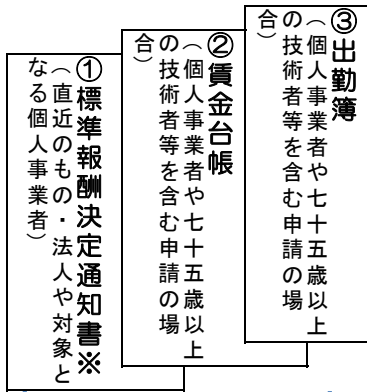 ③出勤簿
（個人事業者や七十五歳以上
の技術者等を含む申請の場
合）
②賃金台帳
（個人事業者や七十五歳以上
の技術者等を含む申請の場
合）
①標準報酬決定通知書※
（直近のもの・法人や対象と
なる個人事業者）